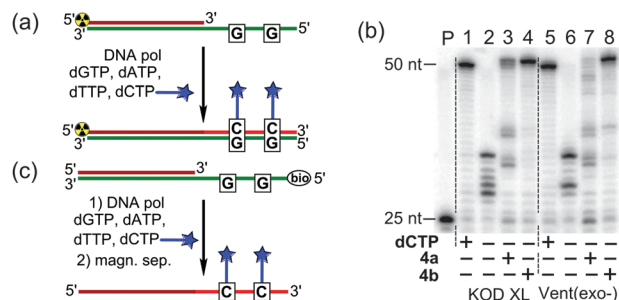 (a)
5'
3'
3'
5'
G G
DNA pol
dGTP, dATP,
dTTP, dCTP
5'
3'
C C
G G
3'
5'
(c)
5'
3'
3'
G G bio 5'
1) DNA pol
dGTP, dATP,
dTTP, dCTP
2) magn. sep.
5'
C C
3'
(b)
P 1 2 3 4 5 6 7 8
50 nt
25 nt
dCTP + – – – + – – –
4a – – + – – – + –
4b – – – + – – – +
KOD XL Vent(exo-)